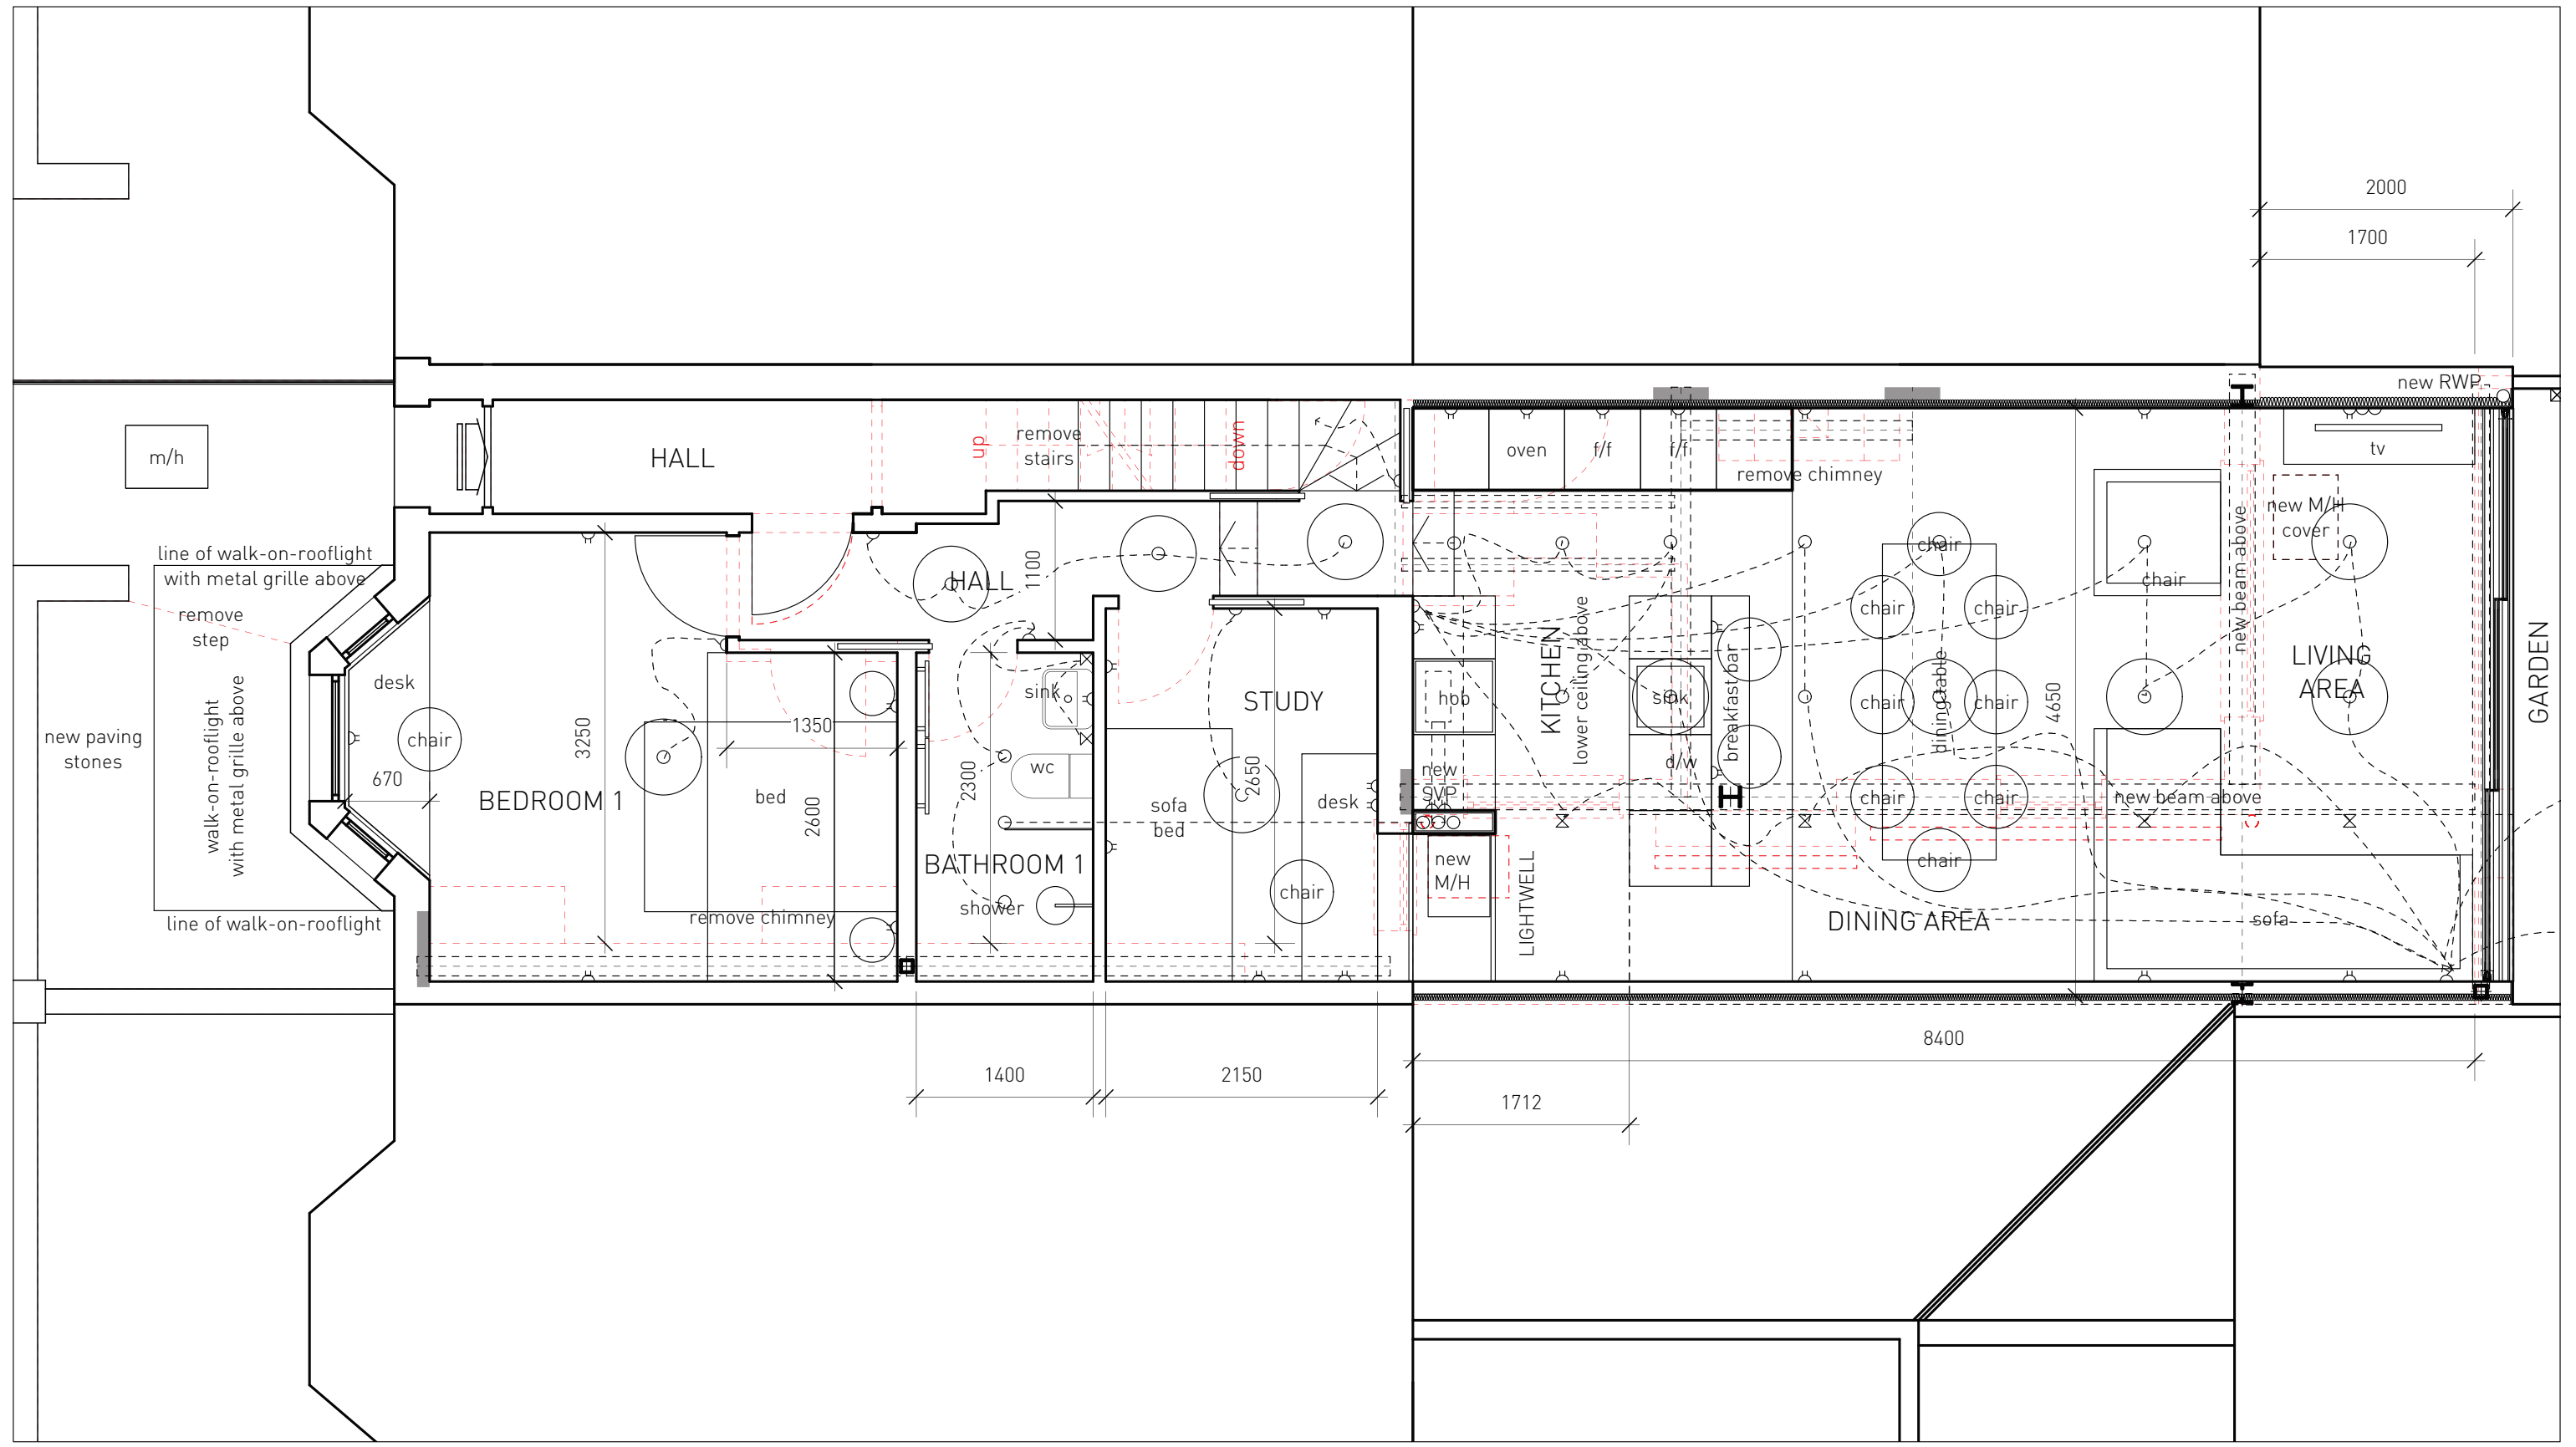 2000
1700
new RWP
m/h
HALL
up
remove
stairs
down
oven
f/f
f/f
remove chimney
tv
new M/H
cover
line of walk-on-rooflight
with metal grille above
remove
step
HALL
1100
chair
chair
new beam above
chair
chair
LIVING
AREA
GARDEN
desk
chair
670
new paving
stones
walk-on-rooflight
with metal grille above
3250
BEDROOM 1
1350
bed
2600
sink
wc
2300
STUDY
2650
sofa
bed
desk
hob
KITCHEN
lower ceiling above
sink
breakfast bar
d/w
chair
chair
dining table
4650
chair
chair
new beam above
new
SVP
BATHROOM 1
shower
chair
new
M/H
LIGHTWELL
chair
DINING AREA
sofa
remove chimney
line of walk-on-rooflight
8400
1400
2150
1712